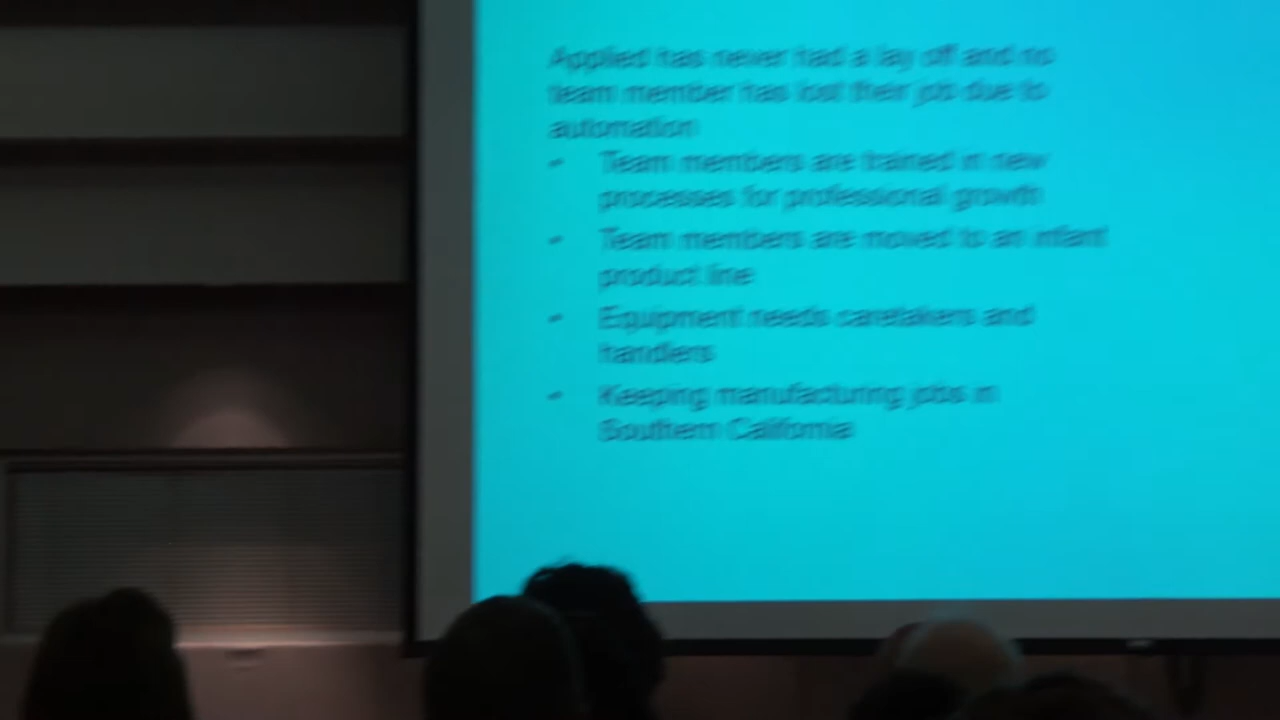 Applied has never had a lay off and no
team member has lost their job due to
automation
- Team members are trained in new
processes for professional growth
- Team members are moved to an infant
product line
- Equipment needs caretakers and
handlers
- Keeping manufacturing jobs in
Southern California